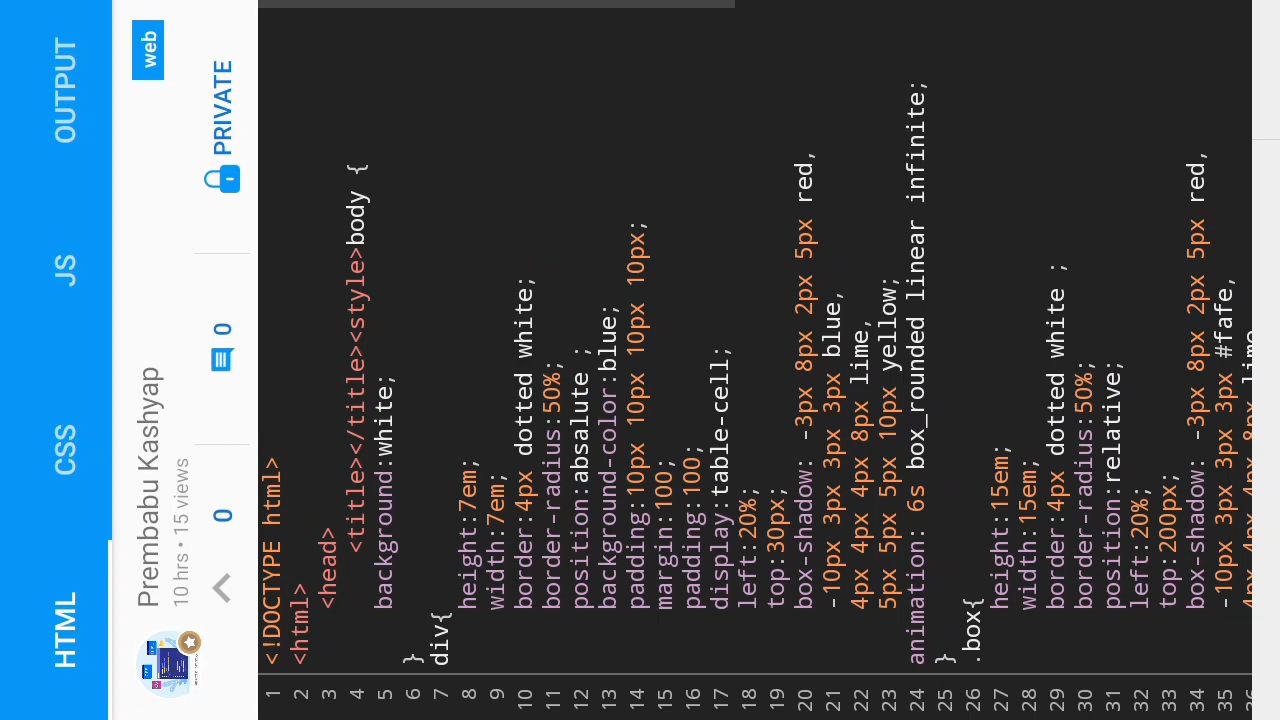 HTML CSS JS OUTPUT
Prembabu Kashyap
web
10 hrs • 15 views
0 0 PRIVATE
1 <!DOCTYPE html>
2 <html>
3 <head>
4 <title></title><style>body {
5 background:white;
6 }
7 div{
8 height:7em;
9 width:7em;
10 border:4px dotted white;
11 border-radius:50%;
12 position:absalute ;
13 background-color:blue;
14 padding:10px 10px 10px 10px;
15 margin:100;
16 padding:100;
17 display:table-cell;
18 left:20%;
19 top:30px;
20 box-shadow: -3px 8px 2px 5px red,
21 -10px 3px 3px 3px blue,
22 4px 4px 4px 8px lime,
23 5px 5px 5px 10px yellow;
24 animation: 6s box_rounded linear infinite;
25 }
26 .box{
27 height:15em;
28 width:15em;
29 border:4px dotted white ;
30 border-radius:50%;
31 position:relative;
32 left:20%;
33 top:200px;
34 box-shadow: -3px 8px 2px 5px red,
35 -10px 3px 3px 3px #fafe,
36 4px 4px 4px 8px lime